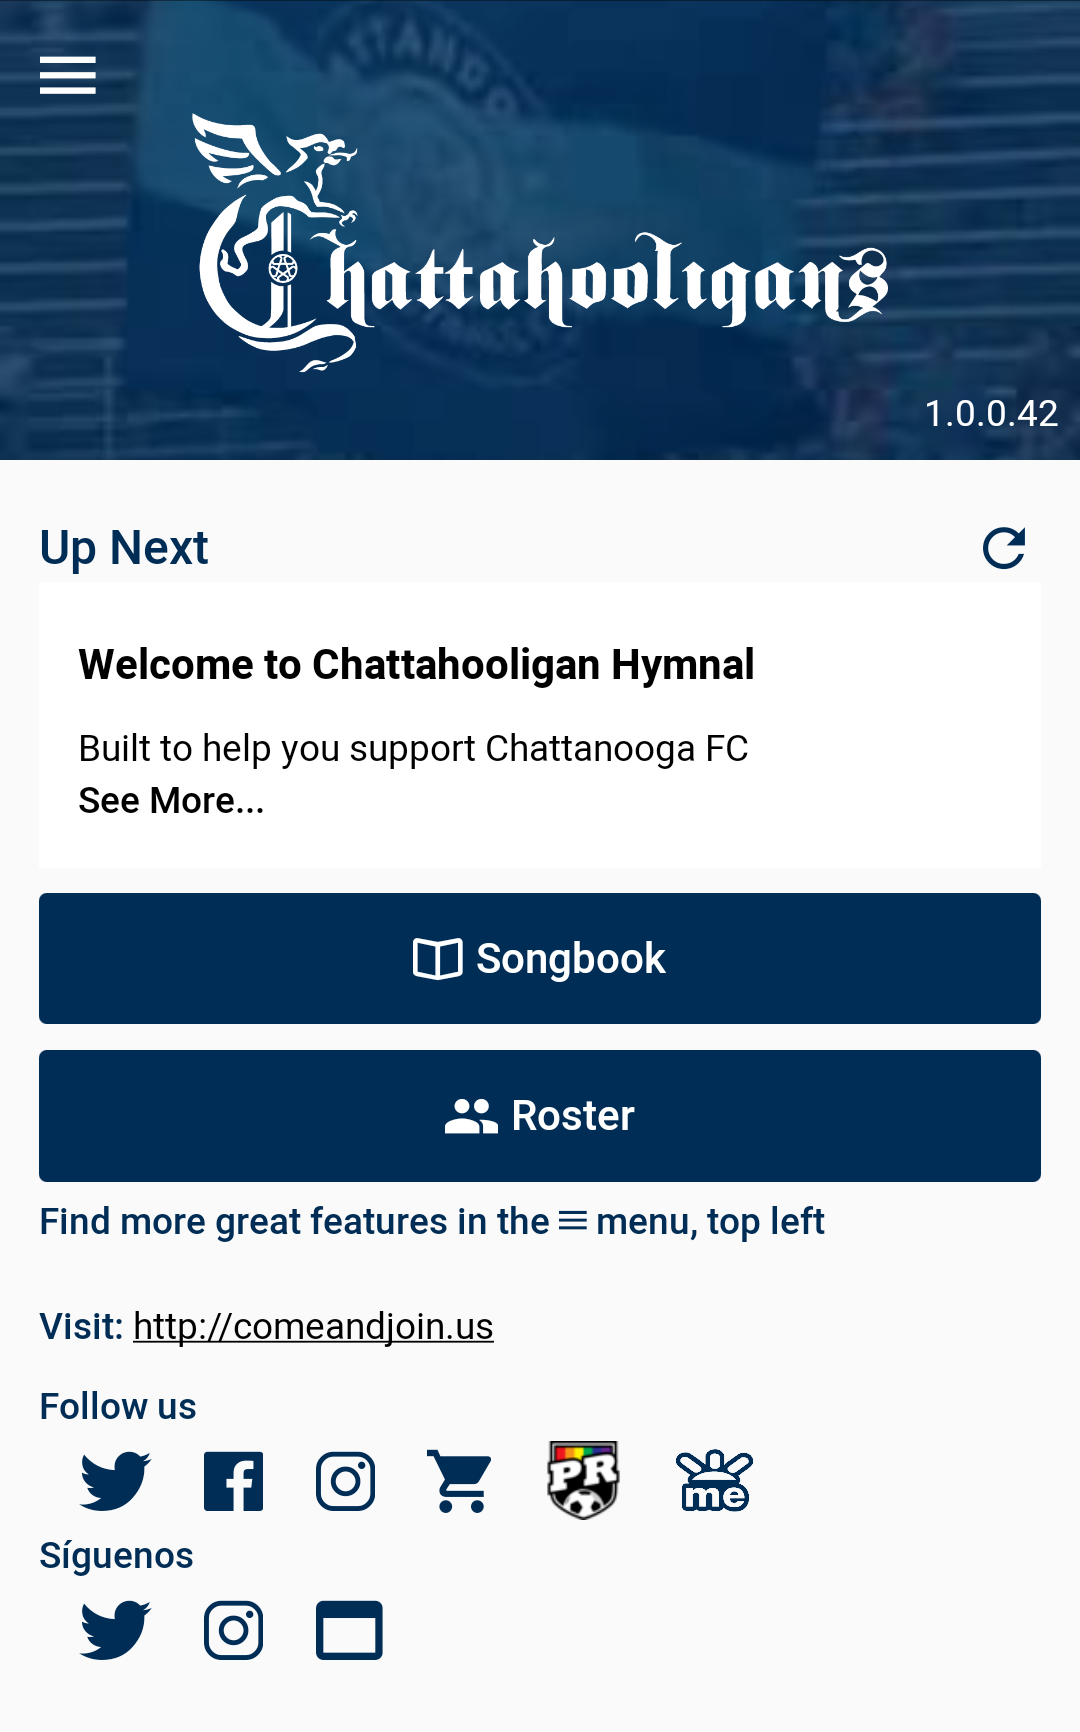 Chattahooligans
1.0.0.42
Up Next
Welcome to Chattahooligan Hymnal
Built to help you support Chattanooga FC
See More...
Songbook
Roster
Find more great features in the menu, top left
Visit: http://comeandjoin.us
Follow us
PR
me
Síguenos